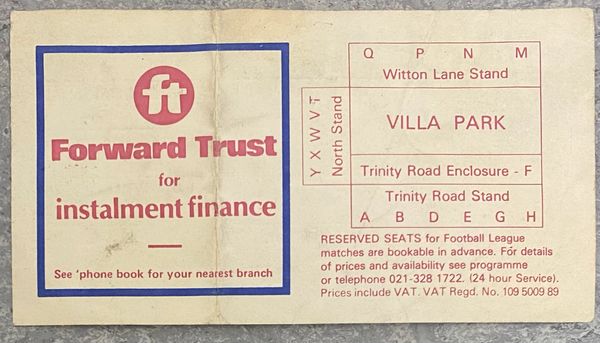 ft
Forward Trust
for
instalment finance
See 'phone book for your nearest branch
Q P N M
Witton Lane Stand
Y X W V T
North Stand
VILLA PARK
Trinity Road Enclosure - F
Trinity Road Stand
A B D E G H
RESERVED SEATS for Football League
matches are bookable in advance. For details
of prices and availability see programme
or telephone 021-328 1722. (24 hour Service).
Prices include VAT. VAT Regd. No. 109 5009 89